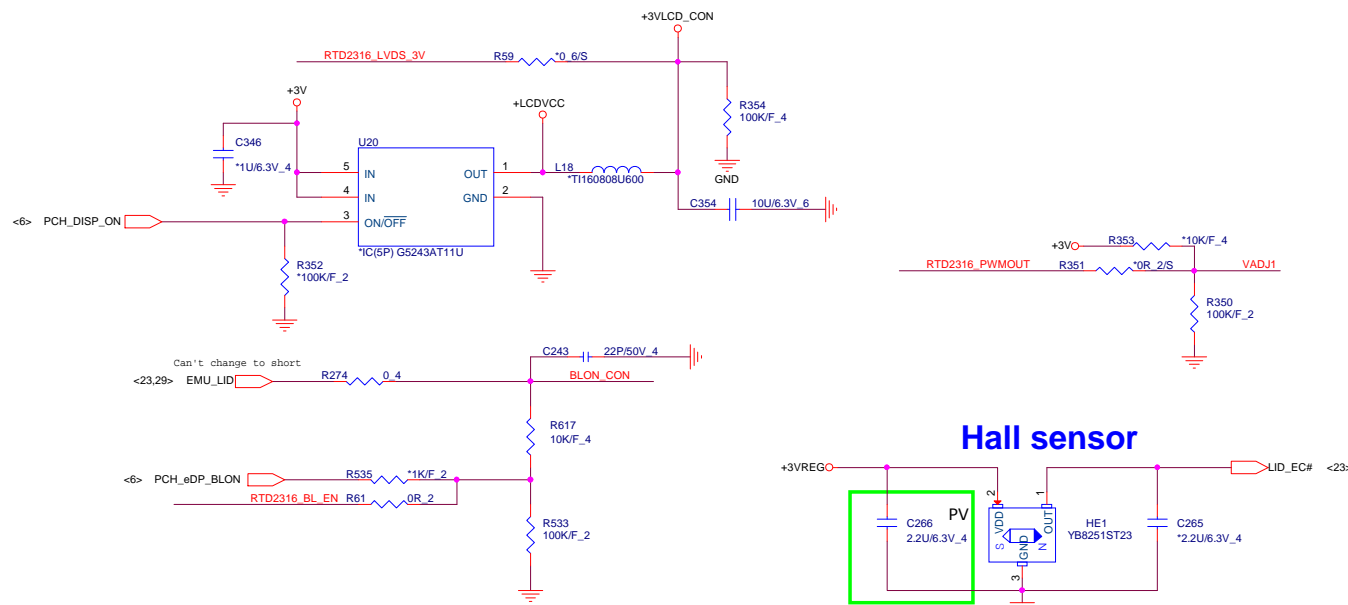 +3VLCD_CON
RTD2316_LVDS_3V
R59
*0_6/S
+3V
+LCDVCC
R354
100K/F_4
GND
C346
*1U/6.3V_4
U20
5
IN
4
IN
3
ON/OFF
OUT
1
GND
2
*IC(5P) G5243AT11U
L18
*TI160808U600
C354
10U/6.3V_6
<6> PCH_DISP_ON
R352
*100K/F_2
+3V
R353
*10K/F_4
RTD2316_PWMOUT
R351
*0R_2/S
VADJ1
R350
100K/F_2
C243
22P/50V_4
Can't change to short
<23,29> EMU_LID
R274
0_4
BLON_CON
R617
10K/F_4
<6> PCH_eDP_BLON
R535
*1K/F_2
RTD2316_BL_EN
R61
0R_2
R533
100K/F_2
Hall sensor
+3VREG
LID_EC#
<23>
PV
C266
2.2U/6.3V_4
2
VDD
1
OUT
S
N
GND
3
HE1
YB8251ST23
C265
*2.2U/6.3V_4